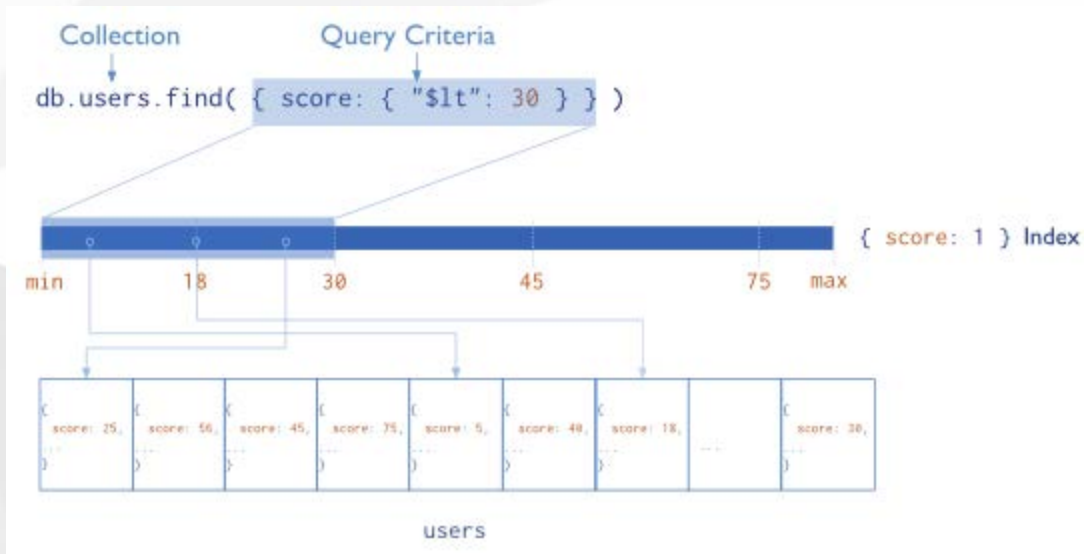 Collection Query Criteria
db.users.find( { score: { "$lt": 30 } } )
{ score: 1 } Index
min 18 30 45 75 max
{ { { { { { { {
score: 25, score: 56, score: 45, score: 75, score: 5, score: 40, score: 18, score: 30,
... ... ... ... ... ... ... ... ...
} } } } } } } }
users